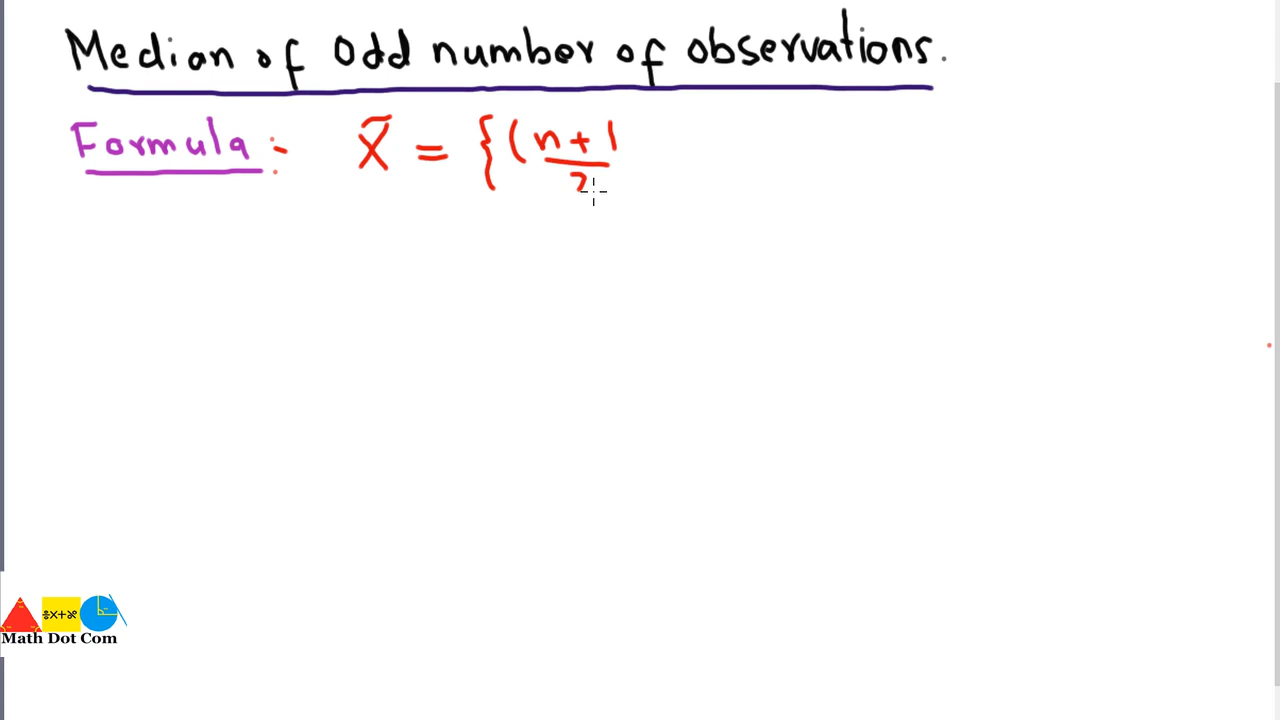 Median of Odd number of observations.
Formula :- X̃ = {(n+1
2
÷x+
Math Dot Com